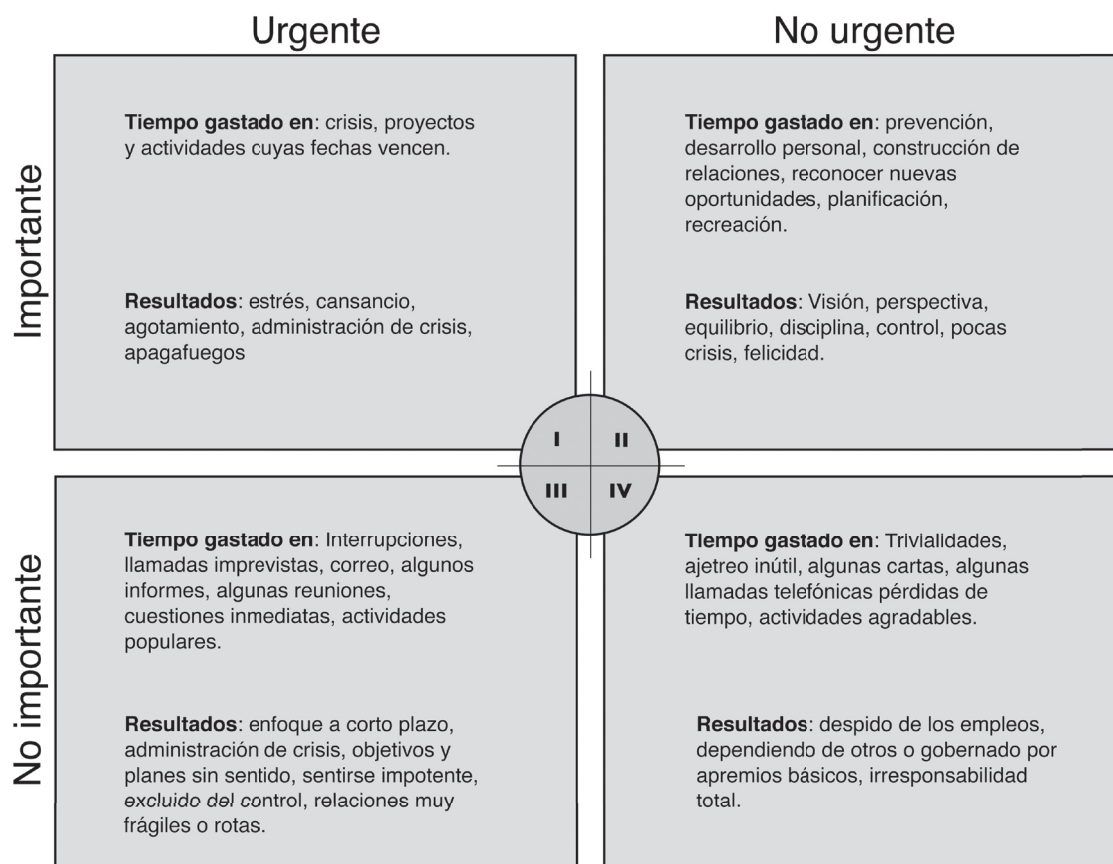 Urgente
No urgente
Importante
Tiempo gastado en: crisis, proyectos
y actividades cuyas fechas vencen.
Resultados: estrés, cansancio,
agotamiento, administración de crisis,
apagafuegos
Tiempo gastado en: prevención,
desarrollo personal, construcción de
relaciones, reconocer nuevas
oportunidades, planificación,
recreación.
Resultados: Visión, perspectiva,
equilibrio, disciplina, control, pocas
crisis, felicidad.
I
II
III
IV
No importante
Tiempo gastado en: Interrupciones,
llamadas imprevistas, correo, algunos
informes, algunas reuniones,
cuestiones inmediatas, actividades
populares.
Resultados: enfoque a corto plazo,
administración de crisis, objetivos y
planes sin sentido, sentirse impotente,
excluido del control, relaciones muy
frágiles o rotas.
Tiempo gastado en: Trivialidades,
ajetreo inútil, algunas cartas, algunas
llamadas telefónicas pérdidas de
tiempo, actividades agradables.
Resultados: despido de los empleos,
dependiendo de otros o gobernado por
apremios básicos, irresponsabilidad
total.